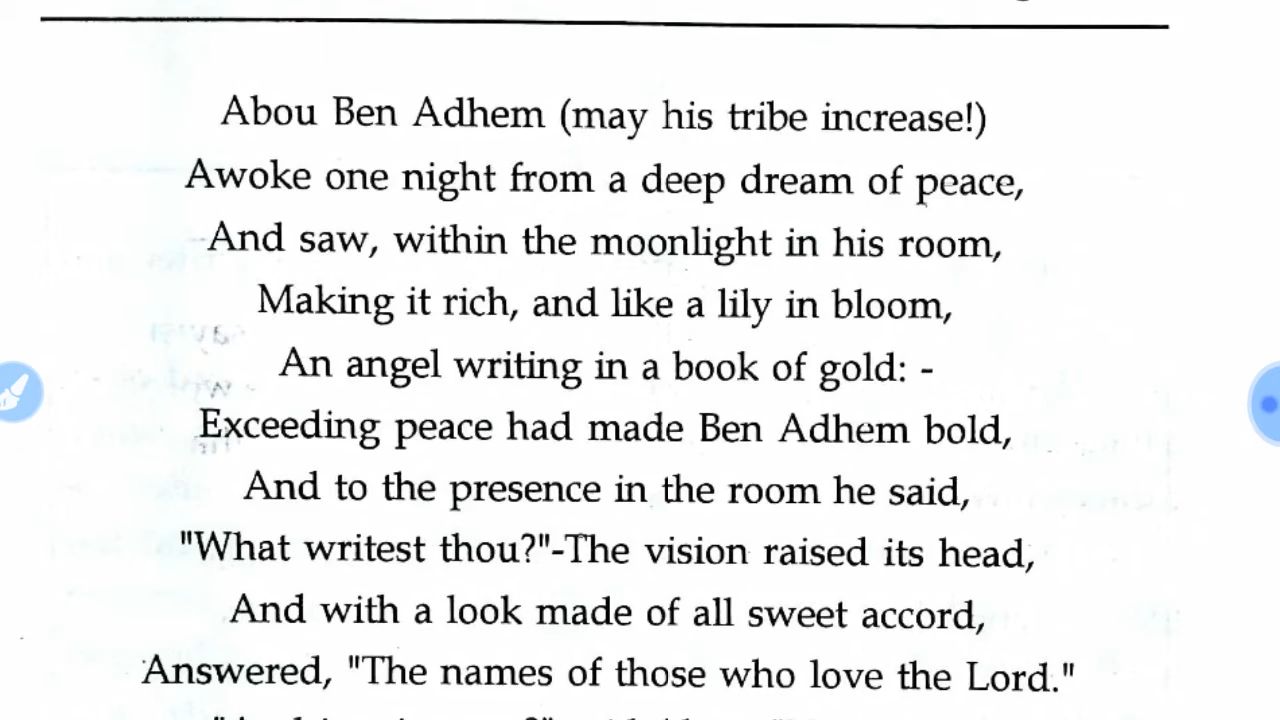 Abou Ben Adhem (may his tribe increase!)
Awoke one night from a deep dream of peace,
And saw, within the moonlight in his room,
Making it rich, and like a lily in bloom,
An angel writing in a book of gold: -
Exceeding peace had made Ben Adhem bold,
And to the presence in the room he said,
"What writest thou?"-The vision raised its head,
And with a look made of all sweet accord,
Answered, "The names of those who love the Lord."